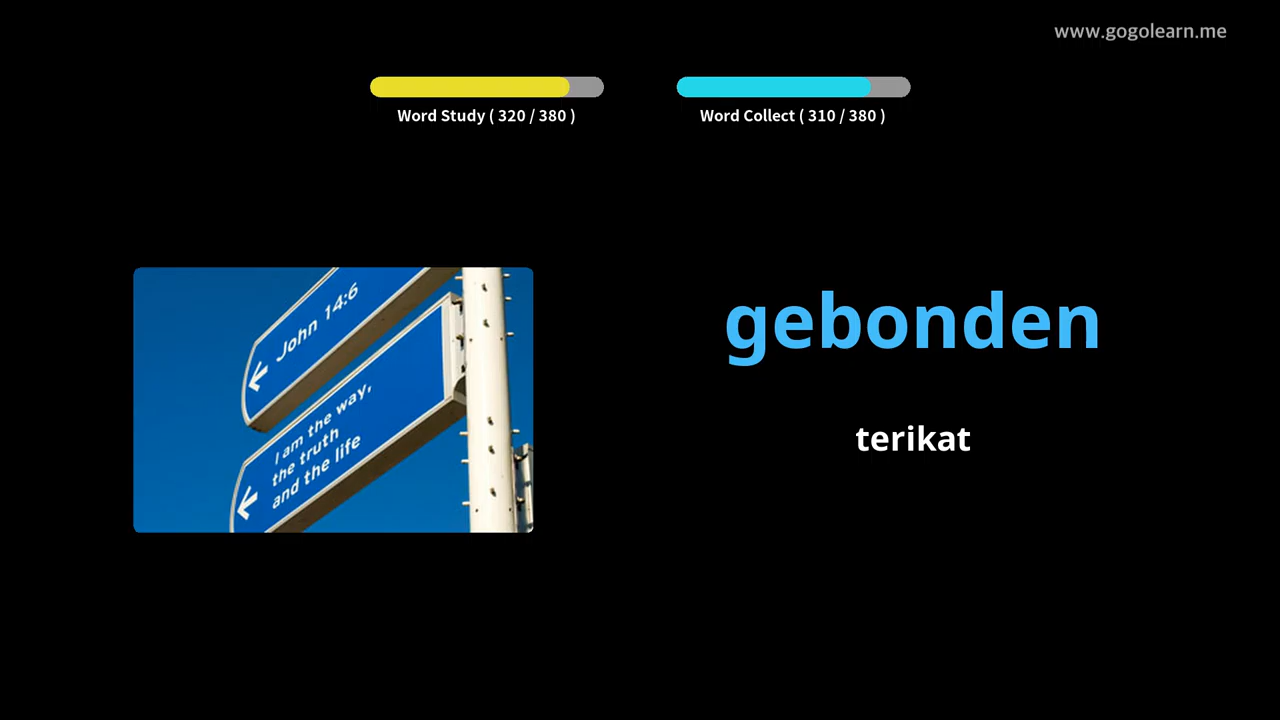 www.gogolearn.me
Word Study ( 320 / 380 )
Word Collect ( 310 / 380 )
John 14:6
I am the way,
the truth
and the life
gebonden
terikat